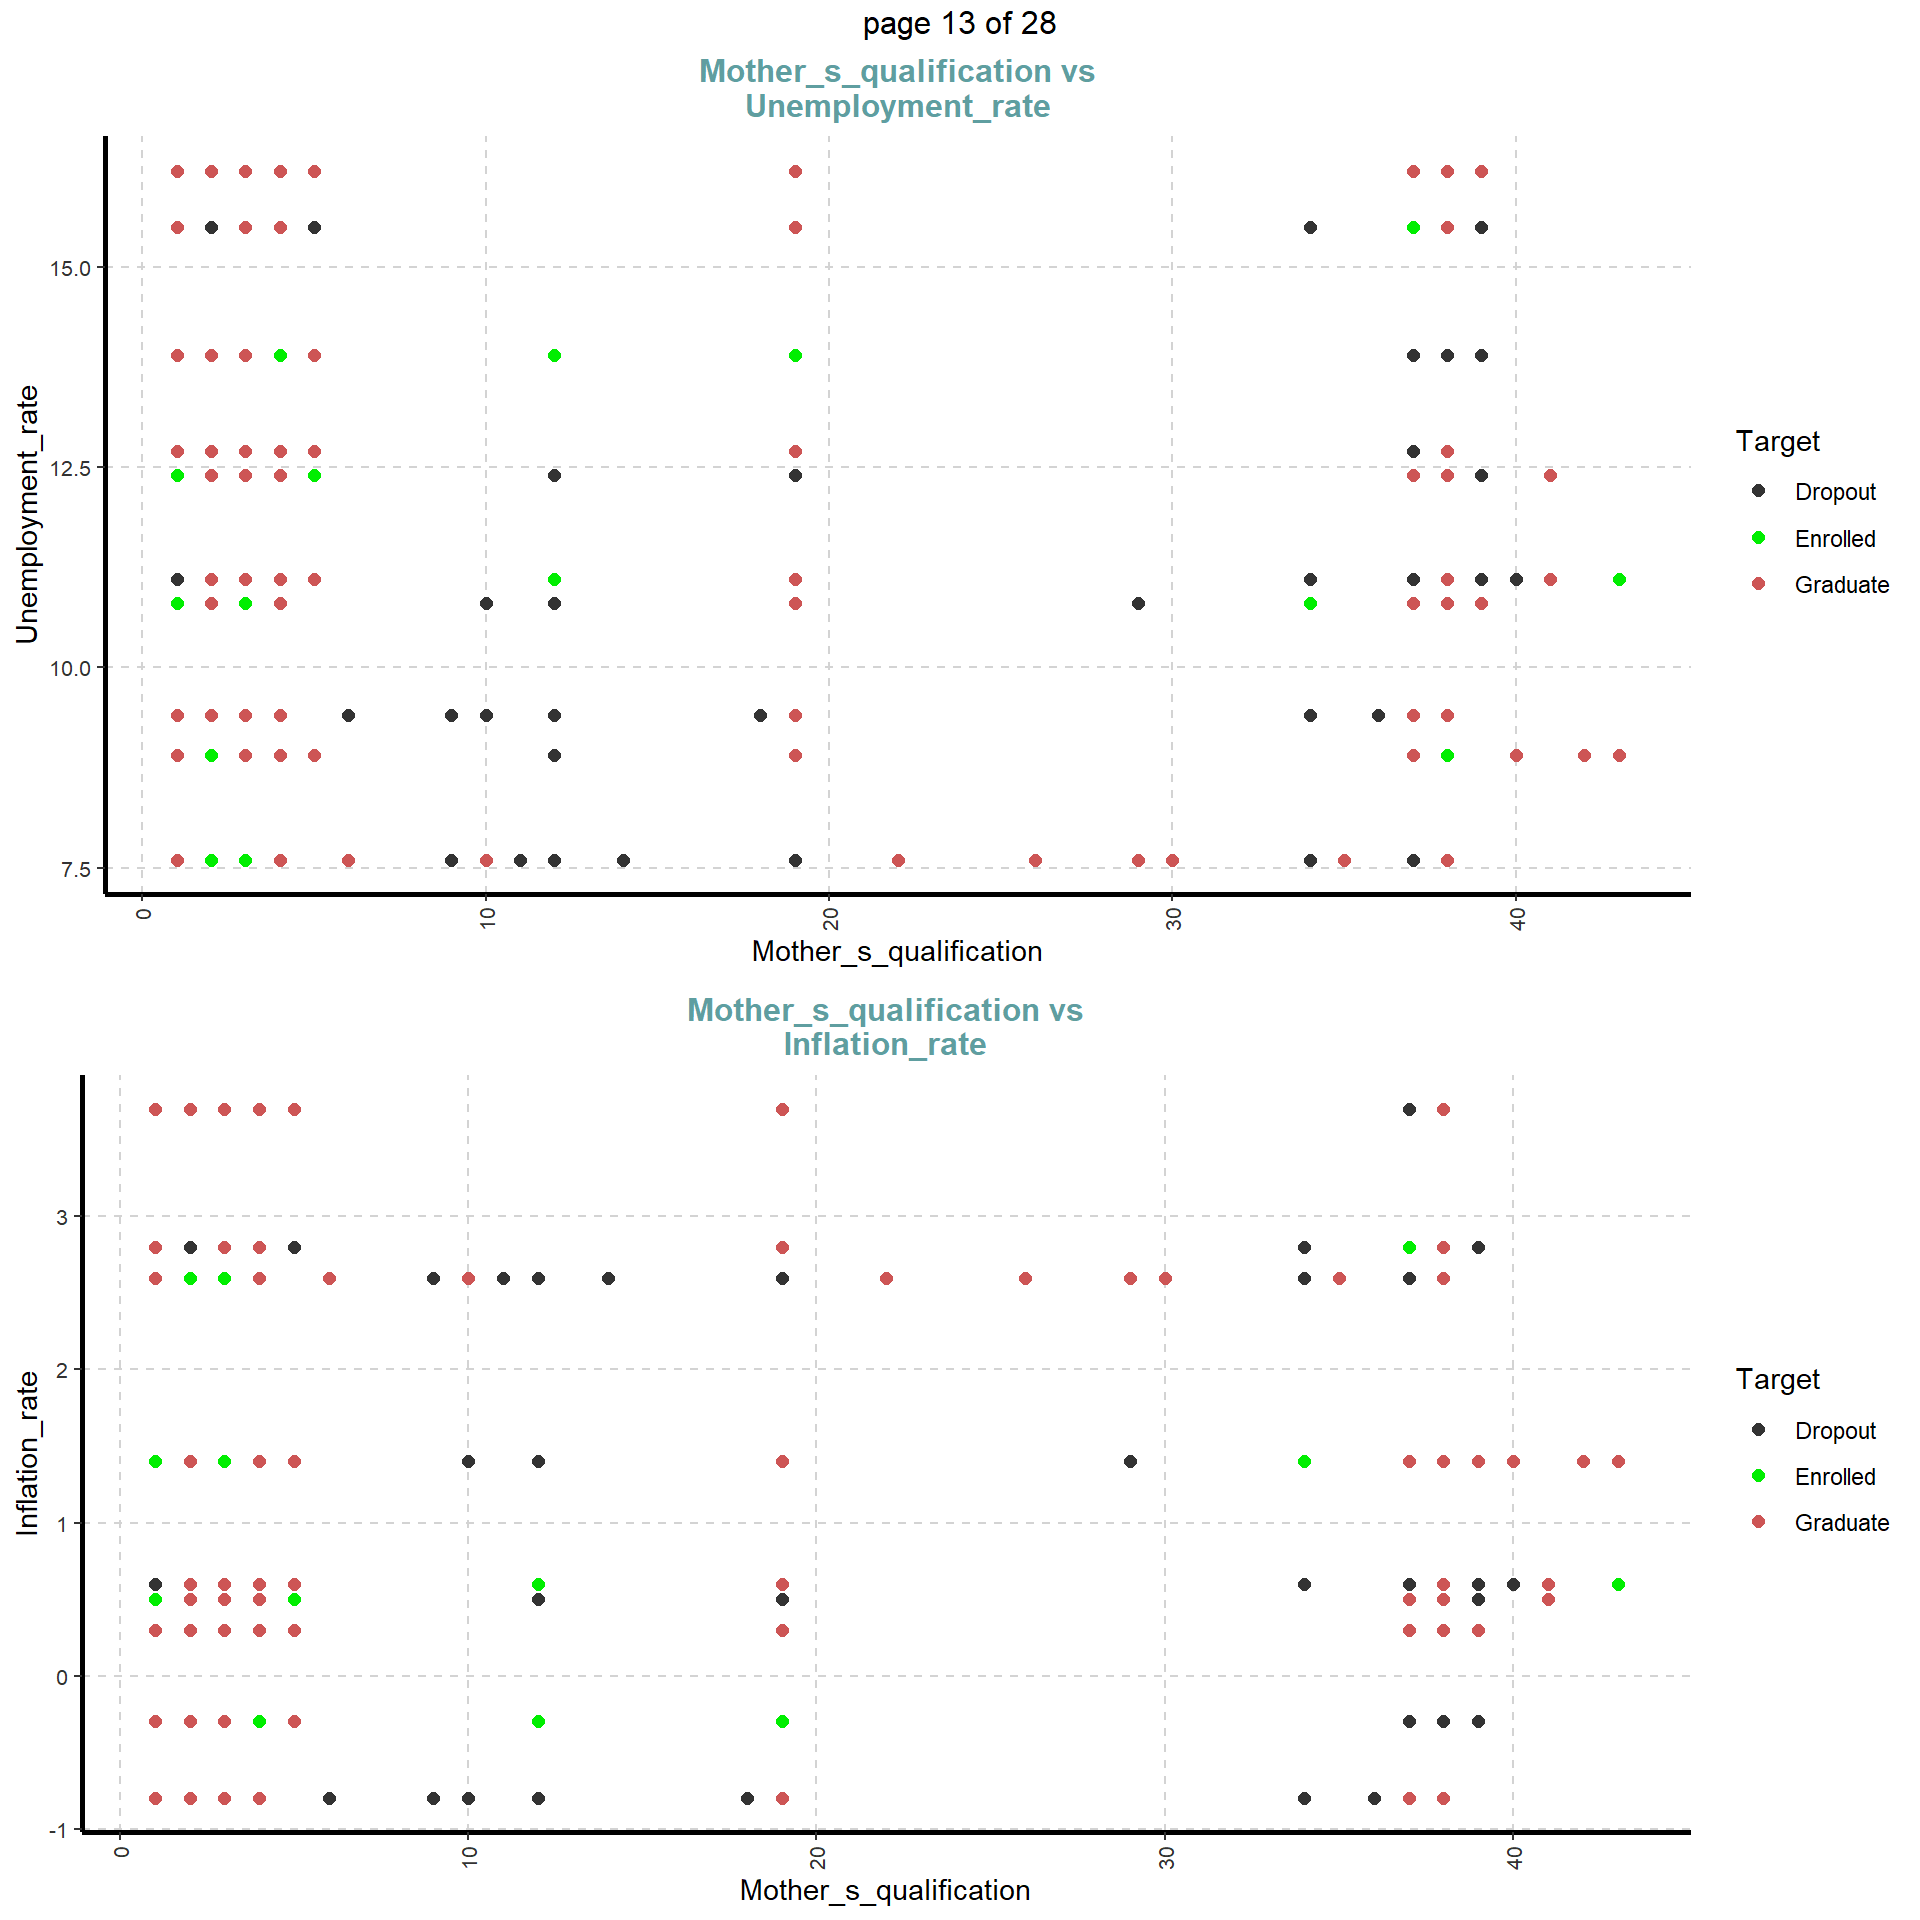 page 13 of 28
Mother_s_qualification vs
Unemployment_rate
Unemployment_rate
15.0
12.5
10.0
7.5
0
10
20
30
40
Mother_s_qualification
Target
Dropout
Enrolled
Graduate
Mother_s_qualification vs
Inflation_rate
Inflation_rate
3
2
1
0
-1
0
10
20
30
40
Mother_s_qualification
Target
Dropout
Enrolled
Graduate